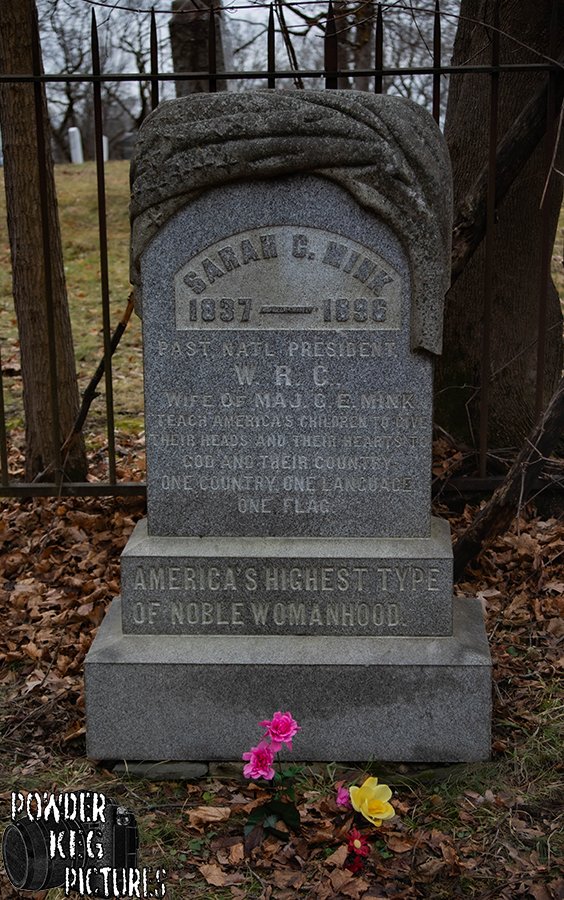 SARAH C. MINK
1837 — 1896
PAST NAT'L PRESIDENT,
W. R. C.,
WIFE OF MAJ. C. E. MINK
TEACH AMERICA'S CHILDREN TO GIVE
THEIR HEADS AND THEIR HEARTS TO
GOD AND THEIR COUNTRY
ONE COUNTRY, ONE LANGUAGE,
ONE FLAG.
AMERICA'S HIGHEST TYPE
OF NOBLE WOMANHOOD.
POWDER
KEG
PICTURES